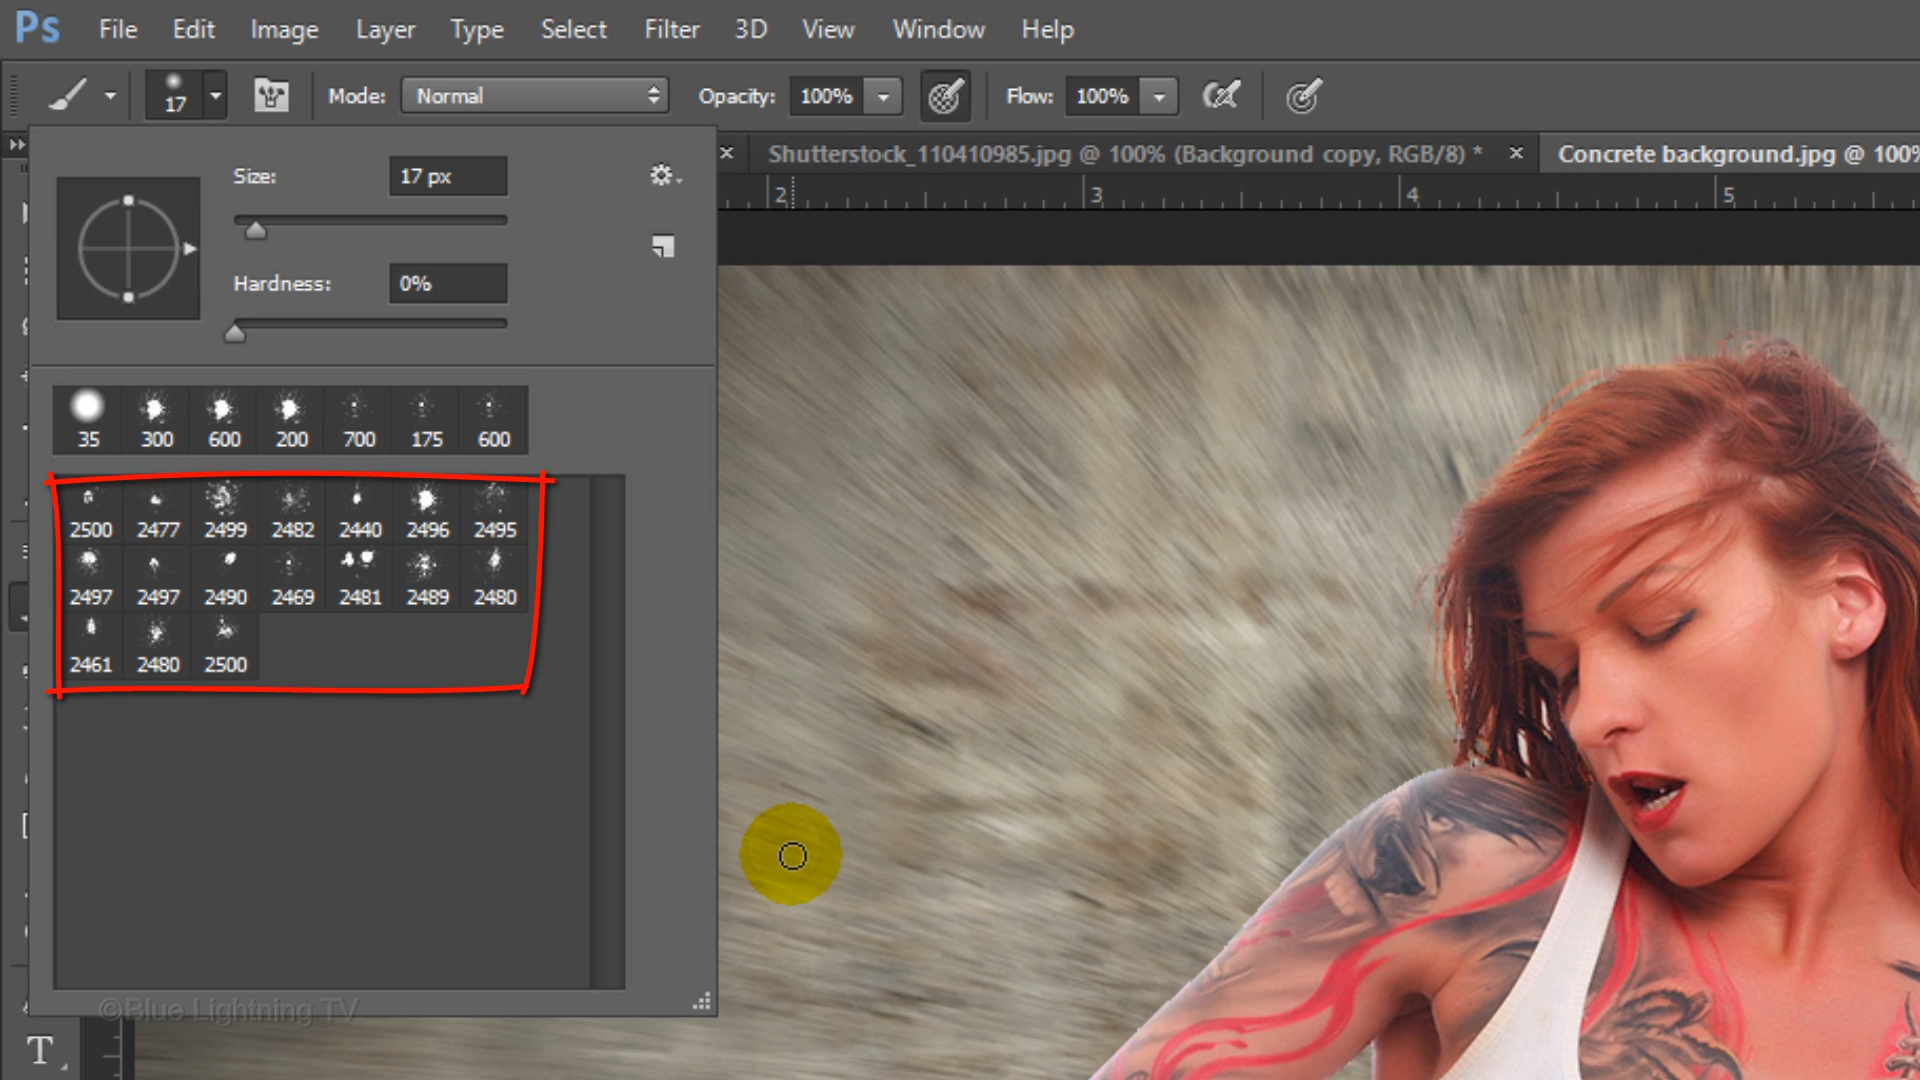 Ps File Edit Image Layer Type Select Filter 3D View Window Help
17 Mode: Normal Opacity: 100% Flow: 100%
Shutterstock_110410985.jpg @ 100% (Background copy, RGB/8) * Concrete background.jpg @ 100%
2 3 4 5
Size: 17 px
Hardness: 0%
35 300 600 200 700 175 600
2500 2477 2499 2482 2440 2496 2495
2497 2497 2490 2469 2481 2489 2480
2461 2480 2500
©Blue Lightning TV
T